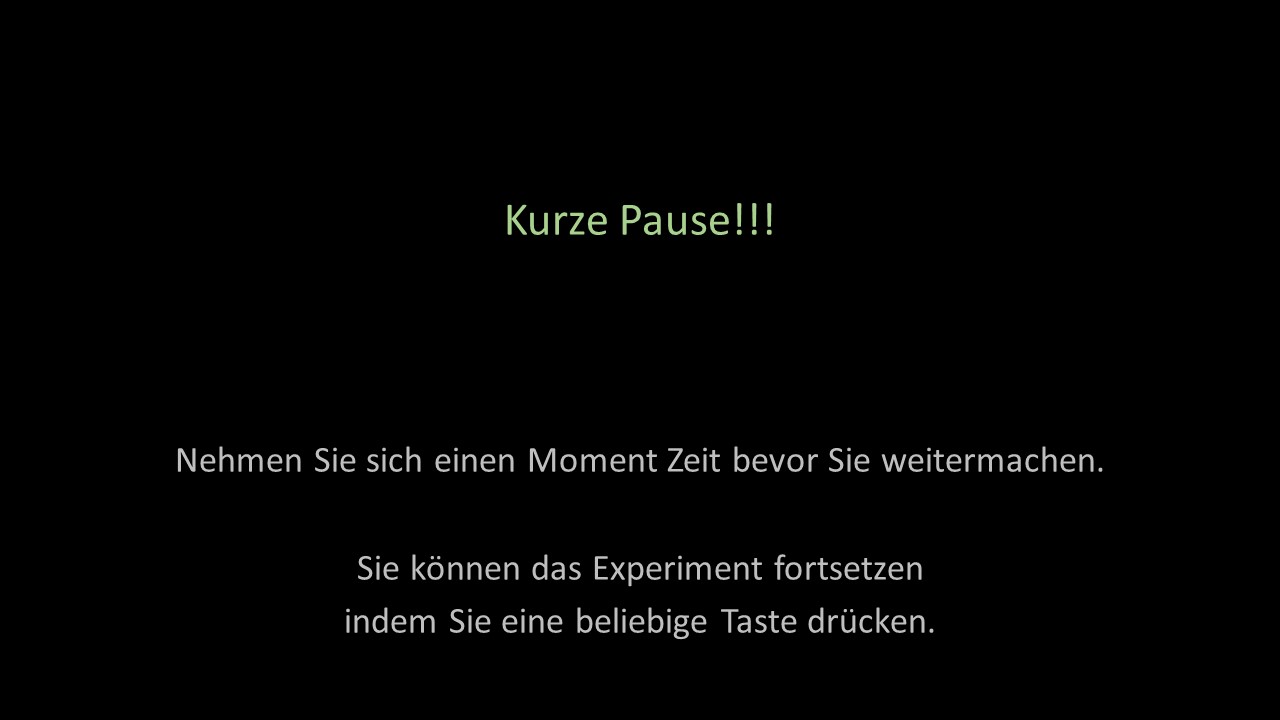 Kurze Pause!!!
Nehmen Sie sich einen Moment Zeit bevor Sie weitermachen.
Sie können das Experiment fortsetzen
indem Sie eine beliebige Taste drücken.